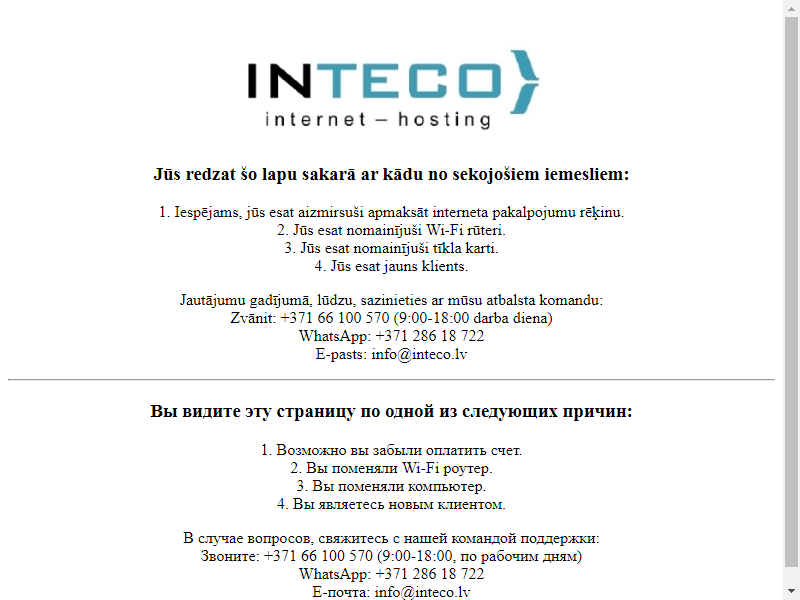 INTECO
internet – hosting
Jūs redzat šo lapu sakarā ar kādu no sekojošiem iemesliem:
1. Iespējams, jūs esat aizmirsuši apmaksāt interneta pakalpojumu rēķinu.
2. Jūs esat nomainījuši Wi-Fi rūteri.
3. Jūs esat nomainījuši tīkla karti.
4. Jūs esat jauns klients.
Jautājumu gadījumā, lūdzu, sazinieties ar mūsu atbalsta komandu:
Zvānit: +371 66 100 570 (9:00-18:00 darba diena)
WhatsApp: +371 286 18 722
E-pasts: info@inteco.lv
Вы видите эту страницу по одной из следующих причин:
1. Возможно вы забыли оплатить счет.
2. Вы поменяли Wi-Fi роутер.
3. Вы поменяли компьютер.
4. Вы являетесь новым клиентом.
В случае вопросов, свяжитесь с нашей командой поддержки:
Звоните: +371 66 100 570 (9:00-18:00, по рабочим дням)
WhatsApp: +371 286 18 722
Е-почта: info@inteco.lv